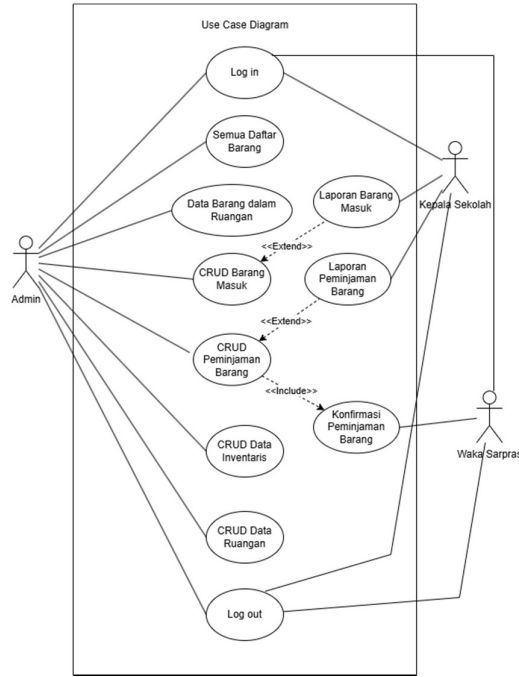 Use Case Diagram
Log in
Semua Daftar
Barang
Data Barang dalam
Ruangan
Laporan Barang
Masuk
Kepala Sekolah
<<Extend>>
CRUD Barang
Masuk
Laporan
Peminjaman
Barang
Admin
<<Extend>>
CRUD
Peminjaman
Barang
<<Include>>
Konfirmasi
Peminjaman
Barang
Waka Sarpras
CRUD Data
Inventaris
CRUD Data
Ruangan
Log out